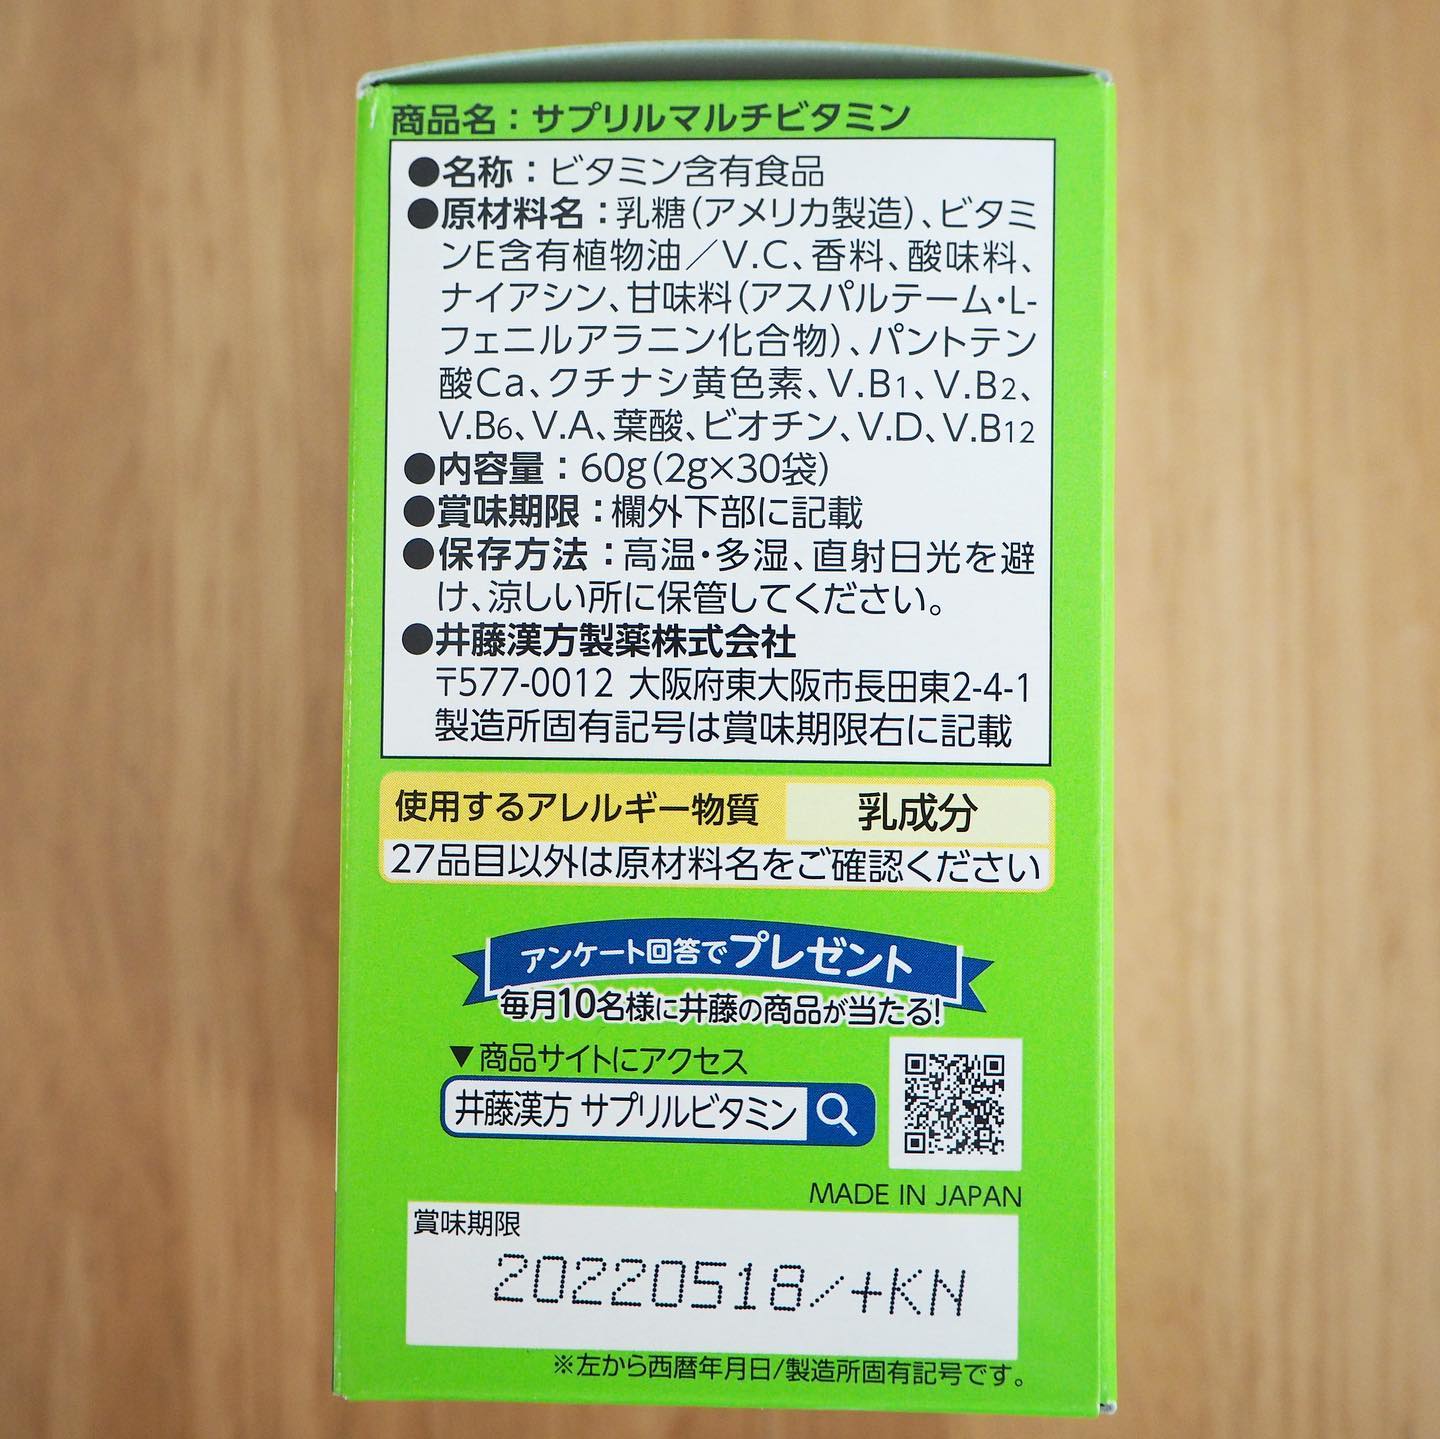 商品名：サプリルマルチビタミン
●名称：ビタミン含有食品
●原材料名：乳糖(アメリカ製造)、ビタミ
ンE含有植物油／V.C、香料、酸味料、
ナイアシン、甘味料(アスパルテーム・L-
フェニルアラニン化合物)、パントテン
酸Ca、クチナシ黄色素、V.B1、V.B2、
V.B6、V.A、葉酸、ビオチン、V.D、V.B12
●内容量：60g(2g×30袋)
●賞味期限：欄外下部に記載
●保存方法：高温・多湿、直射日光を避
け、涼しい所に保管してください。
●井藤漢方製薬株式会社
〒577-0012 大阪府東大阪市長田東2-4-1
製造所固有記号は賞味期限右に記載
使用するアレルギー物質 乳成分
27品目以外は原材料名をご確認ください
アンケート回答でプレゼント
毎月10名様に井藤の商品が当たる!
▼商品サイトにアクセス
井藤漢方 サプリルビタミン
MADE IN JAPAN
賞味期限
20220518/+KN
※左から西暦年月日/製造所固有記号です。